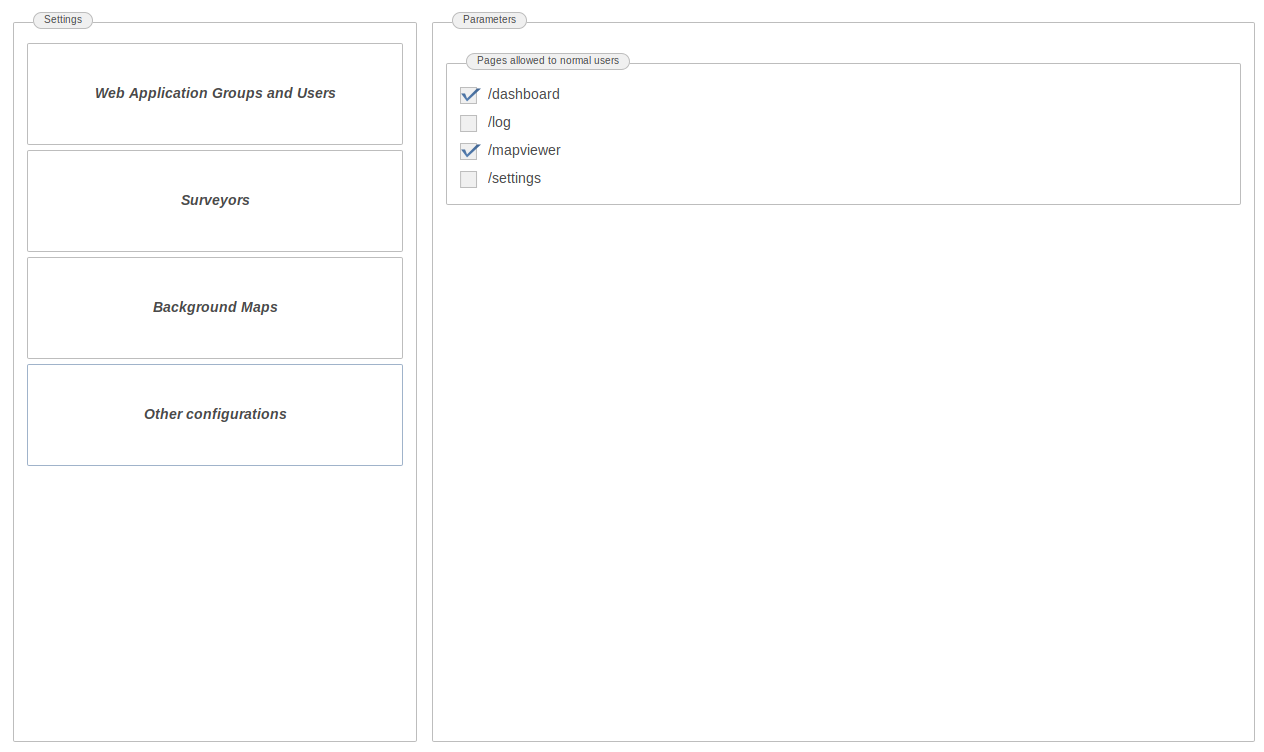 Settings
Web Application Groups and Users
Surveyors
Background Maps
Other configurations
Parameters
Pages allowed to normal users
/dashboard
/log
/mapviewer
/settings